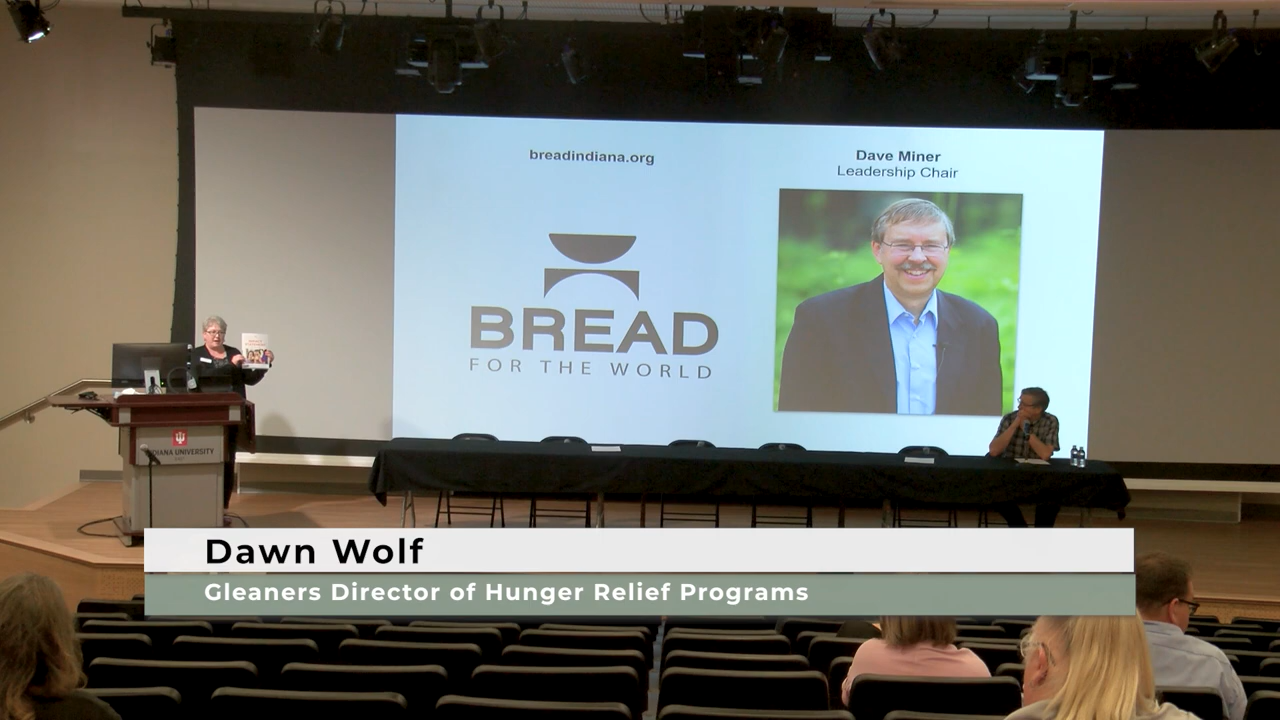 breadindiana.org
Dave Miner
Leadership Chair
BREAD
FOR THE WORLD
INDIANA UNIVERSITY
Dawn Wolf
Gleaners Director of Hunger Relief Programs